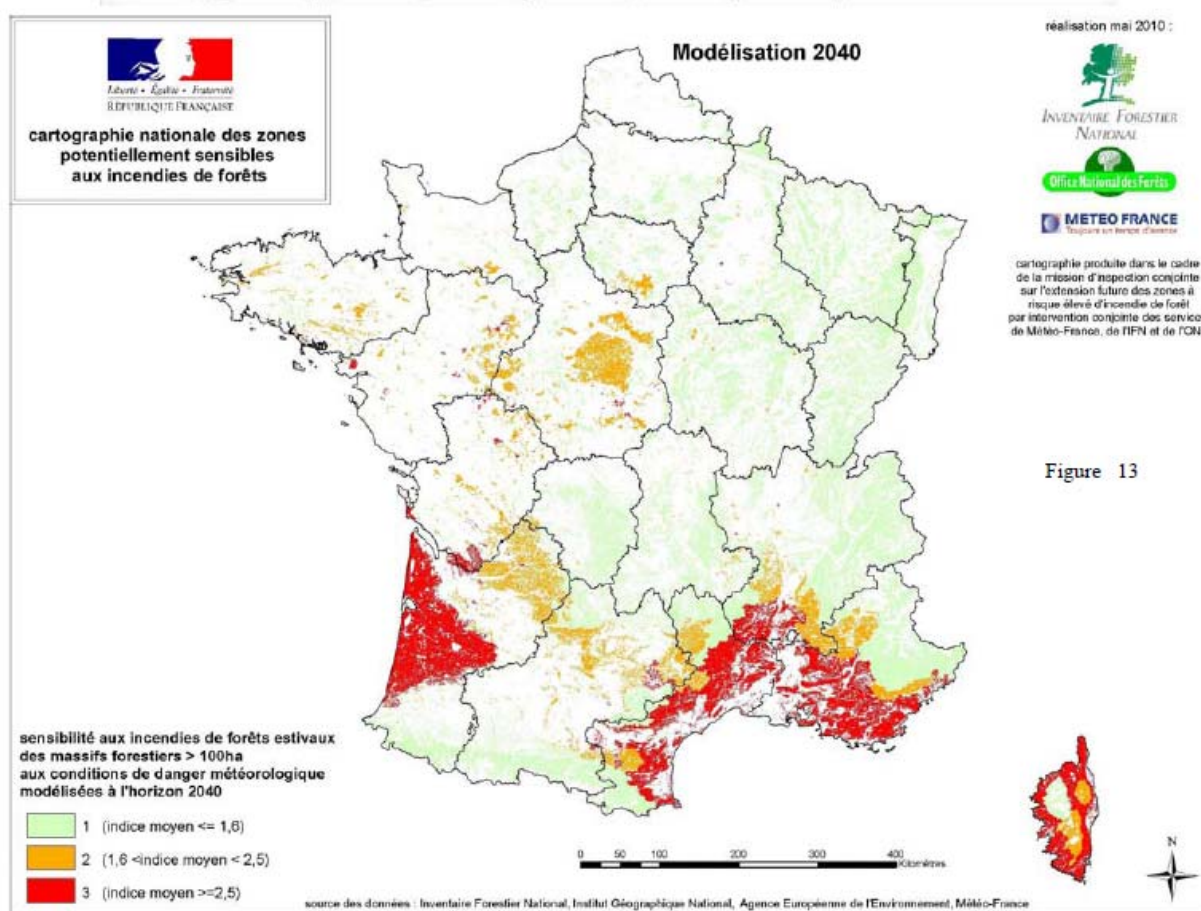 Liberté • Égalité • Fraternité
RÉPUBLIQUE FRANÇAISE
cartographie nationale des zones
potentiellement sensibles
aux incendies de forêts
Modélisation 2040
réalisation mai 2010 :
INVENTAIRE FORESTIER
NATIONAL
Office National des Forêts
METEO FRANCE
Toujours un temps d'avance
cartographie produite dans le cadre
de la mission d'inspection conjointe
sur l'extension future des zones à
risque élevé d'incendie de forêt
par intervention conjointe des service
de Météo-France, de l'IFN et de l'ON
Figure 13
sensibilité aux incendies de forêts estivaux
des massifs forestiers > 100ha
aux conditions de danger météorologique
modélisées à l'horizon 2040
1 (indice moyen <= 1,6)
2 (1,6 <indice moyen < 2,5)
3 (indice moyen >=2,5)
0 50 100 200 300 400
Kilomètres
N
source des données : Inventaire Forestier National, Institut Géographique National, Agence Européenne de l'Environnement, Météo-France